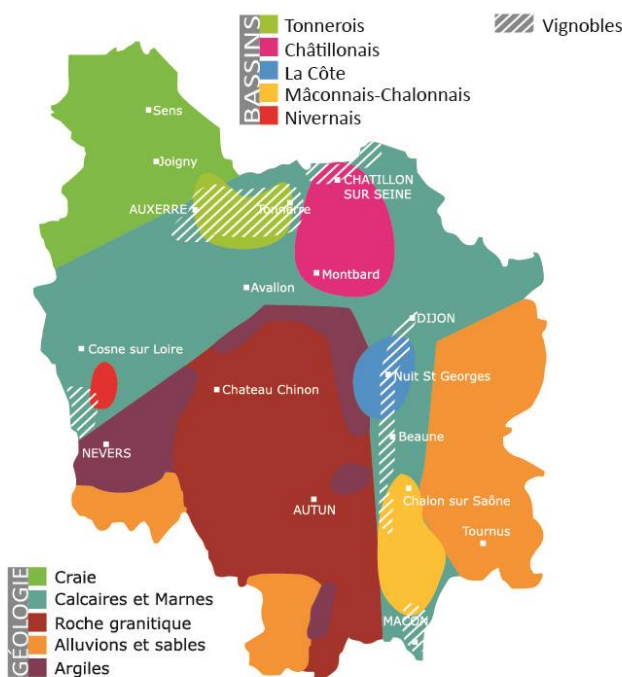 BASSINS
Tonnerois
Châtillonais
La Côte
Mâconnais-Chalonnais
Nivernais
Vignobles
Sens
Joigny
AUXERRE
Tonnerre
CHATILLON
SUR SEINE
Montbard
Avallon
DIJON
Cosne sur Loire
Chateau Chinon
Nuit St Georges
Beaune
NEVERS
AUTUN
Chalon sur Saône
Tournus
MACON
GÉOLOGIE
Craie
Calcaires et Marnes
Roche granitique
Alluvions et sables
Argiles